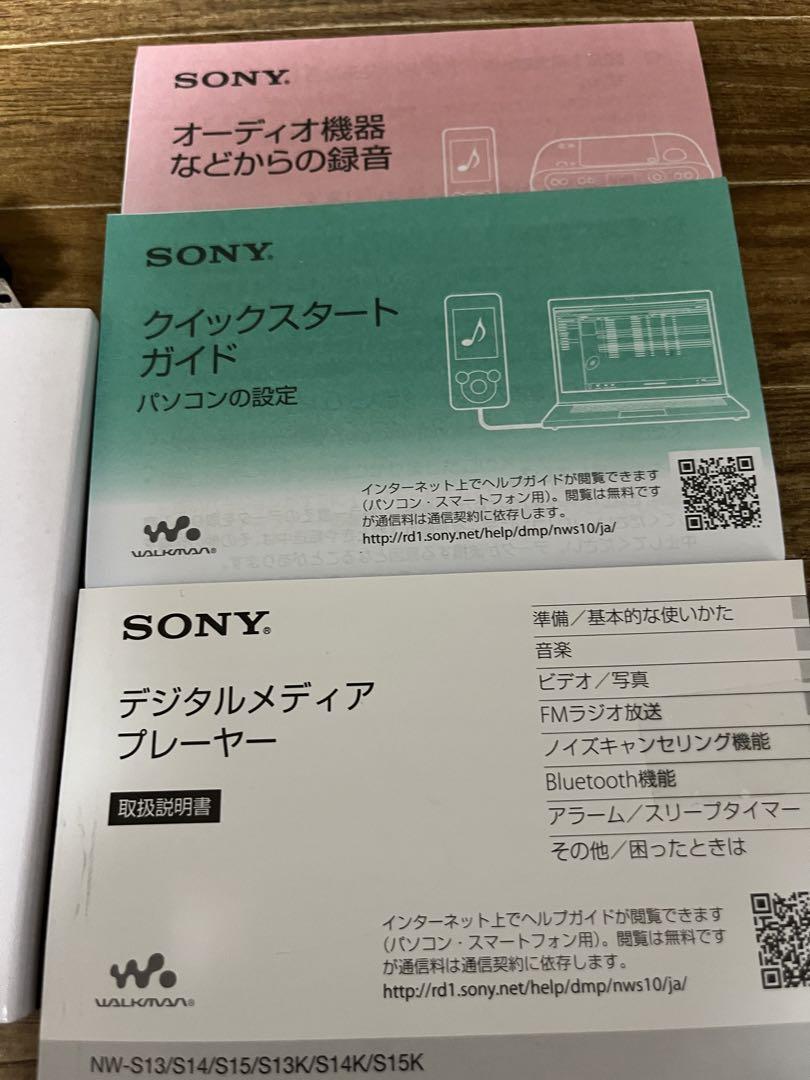 SONY®
オーディオ機器
などからの録音
SONY®
クイックスタート
ガイド
パソコンの設定
インターネット上でヘルプガイドが閲覧できます
(パソコン・スマートフォン用)。閲覧は無料です
が通信料は通信契約に依存します。
http://rd1.sony.net/help/dmp/nws10/ja/
WALKMAN®
SONY®
デジタルメディア
プレーヤー
取扱説明書
準備／基本的な使いかた
音楽
ビデオ／写真
FMラジオ放送
ノイズキャンセリング機能
Bluetooth機能
アラーム／スリープタイマー
その他／困ったときは
インターネット上でヘルプガイドが閲覧できます
(パソコン・スマートフォン用)。閲覧は無料です
が通信料は通信契約に依存します。
http://rd1.sony.net/help/dmp/nws10/ja/
WALKMAN®
NW-S13/S14/S15/S13K/S14K/S15K